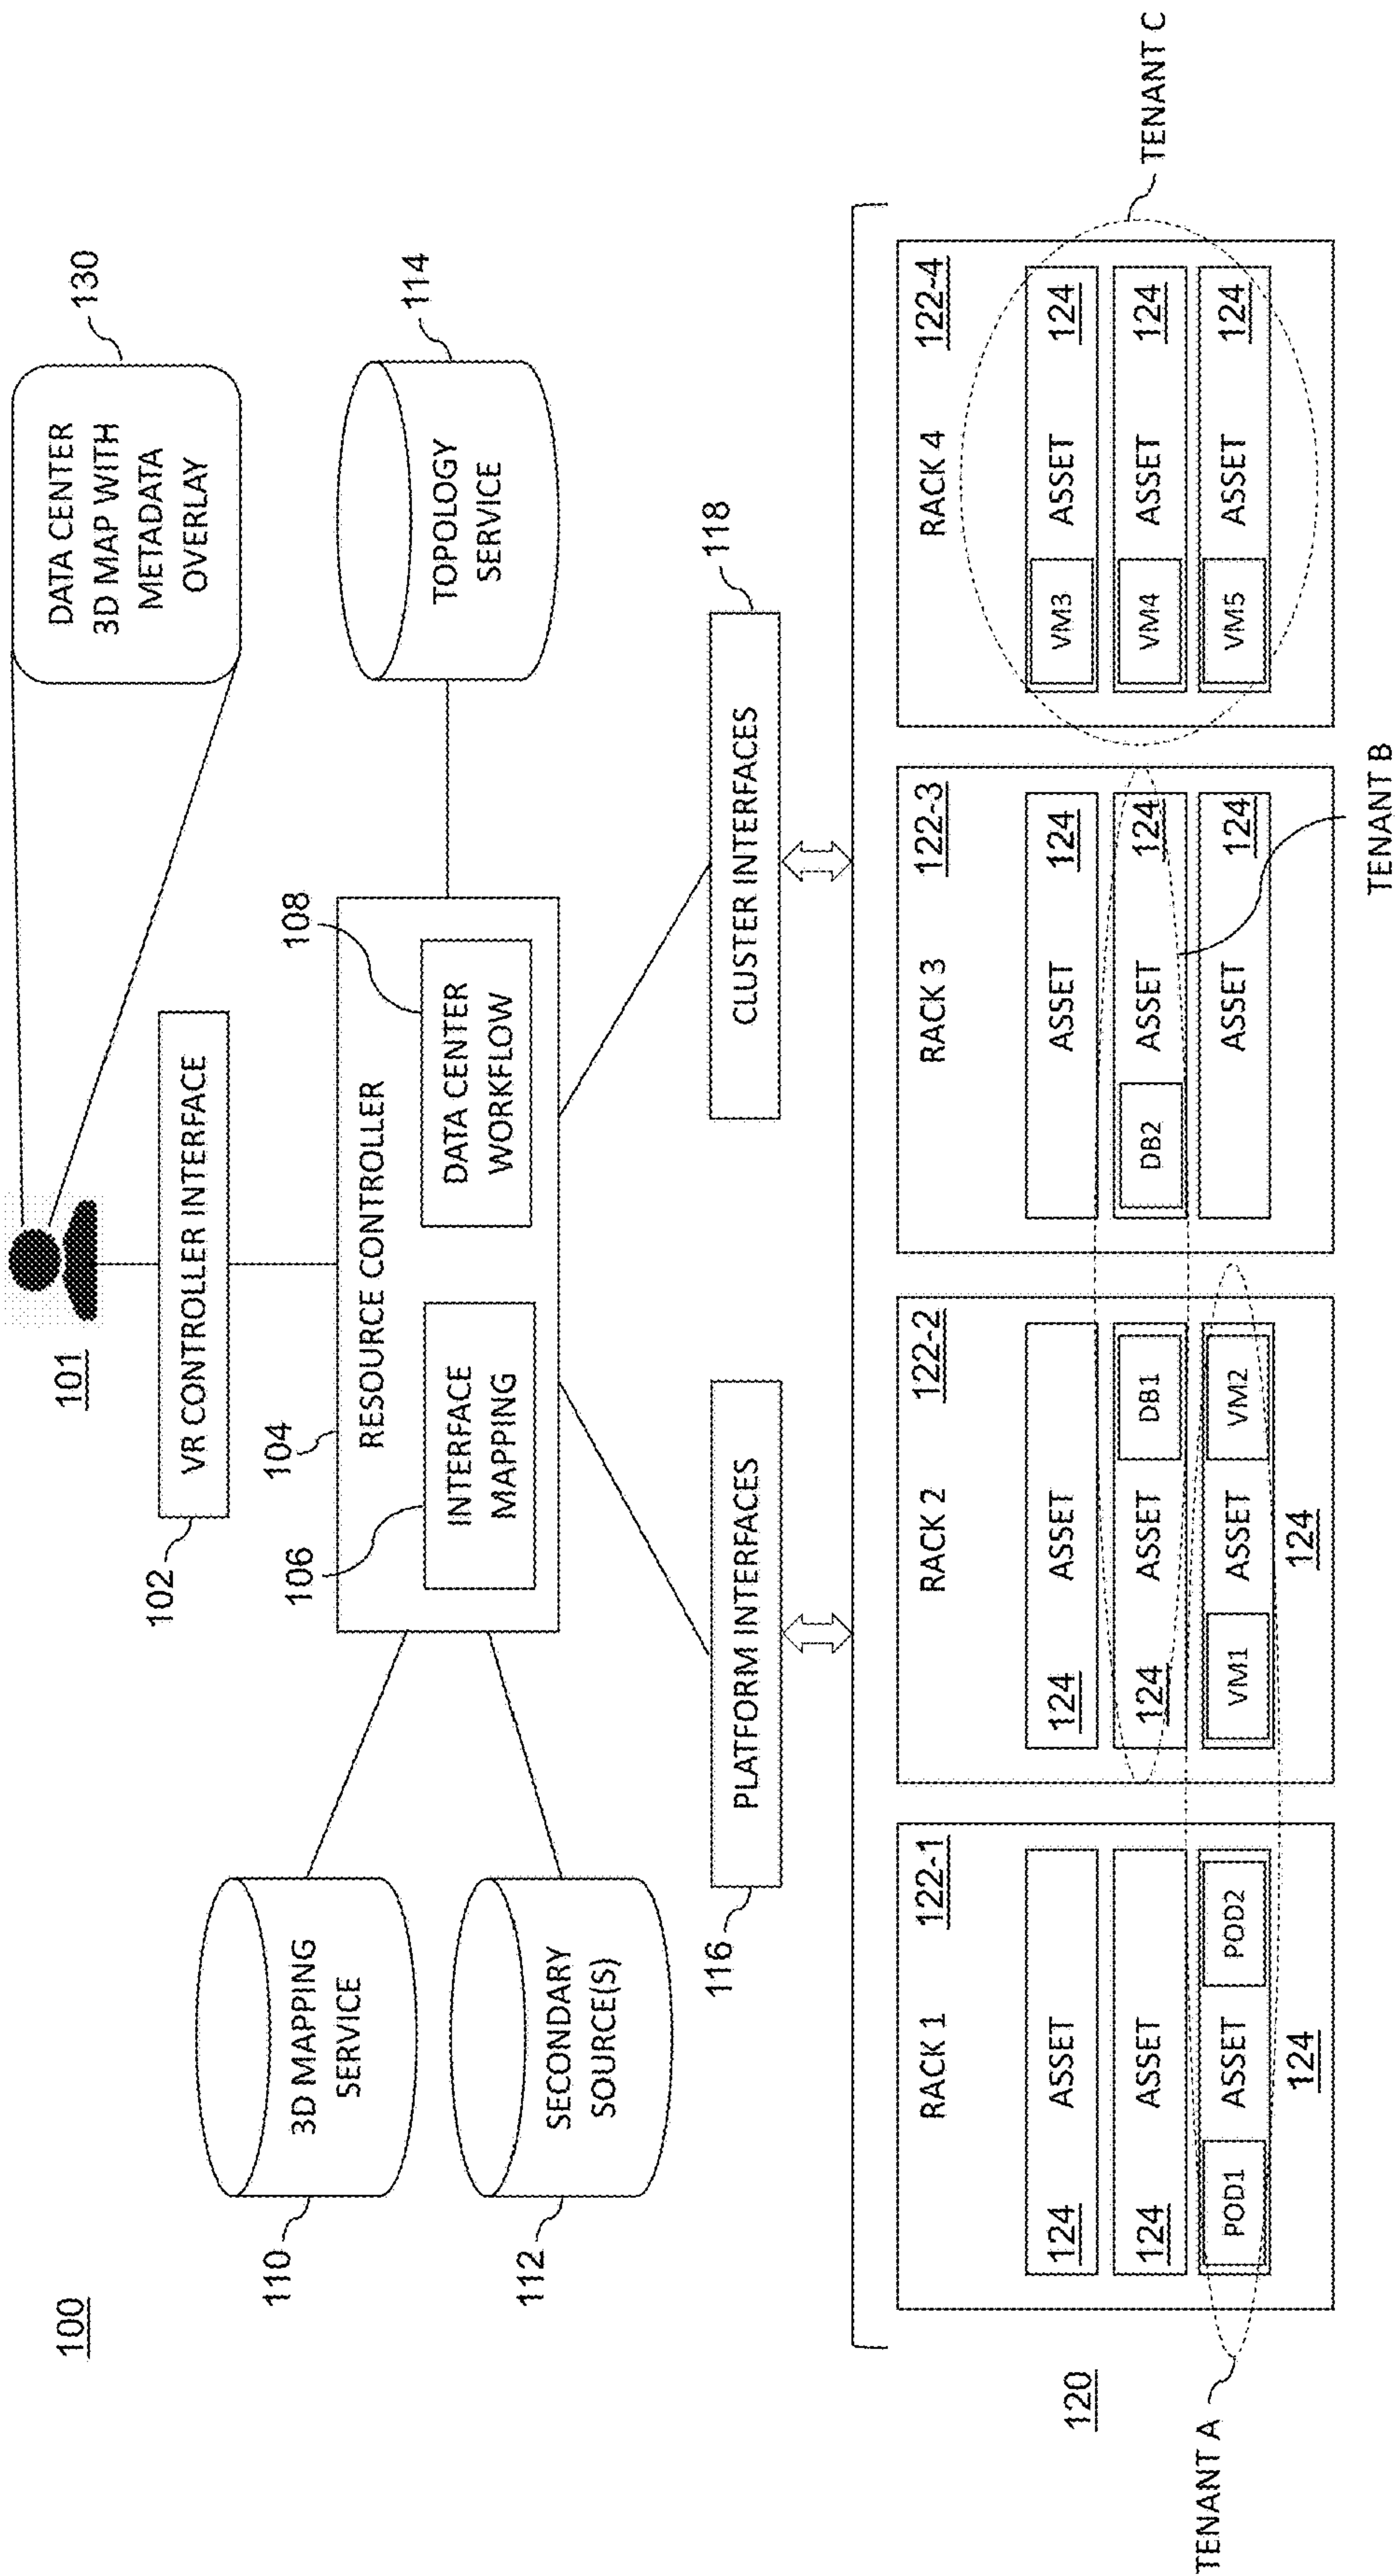 100
101
DATA CENTER
3D MAP WITH
METADATA
OVERLAY
130
102
VR CONTROLLER INTERFACE
104
RESOURCE CONTROLLER
106
INTERFACE
MAPPING
108
DATA CENTER
WORKFLOW
110
3D MAPPING
SERVICE
112
SECONDARY
SOURCE(S)
114
TOPOLOGY
SERVICE
116
PLATFORM INTERFACES
118
CLUSTER INTERFACES
120
RACK 1
122-1
124
ASSET
124
ASSET
POD1
ASSET
POD2
124
RACK 2
122-2
124
ASSET
124
ASSET
DB1
VM1
ASSET
VM2
124
RACK 3
122-3
ASSET
124
DB2
ASSET
124
ASSET
124
RACK 4
122-4
VM3
ASSET
124
VM4
ASSET
124
VM5
ASSET
124
TENANT A
TENANT B
TENANT C